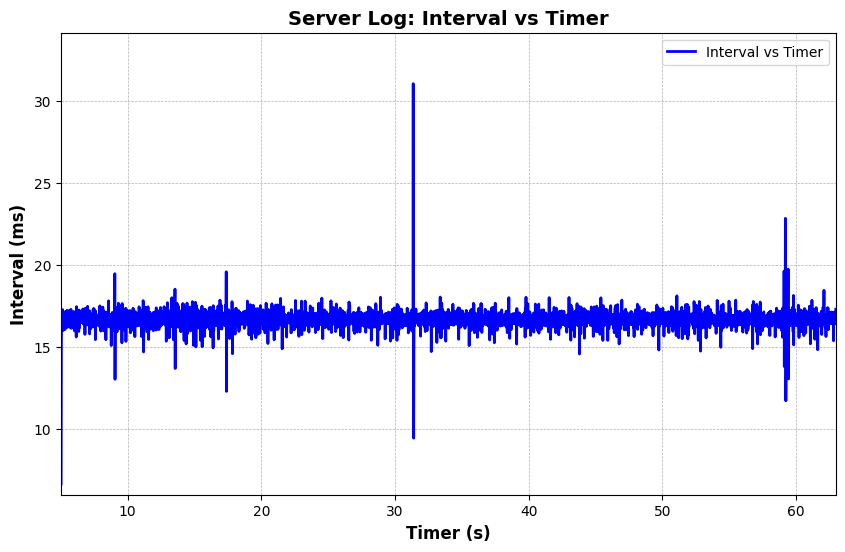 Server Log: Interval vs Timer
Interval vs Timer
30
25
20
15
10
Interval (ms)
10 20 30 40 50 60
Timer (s)